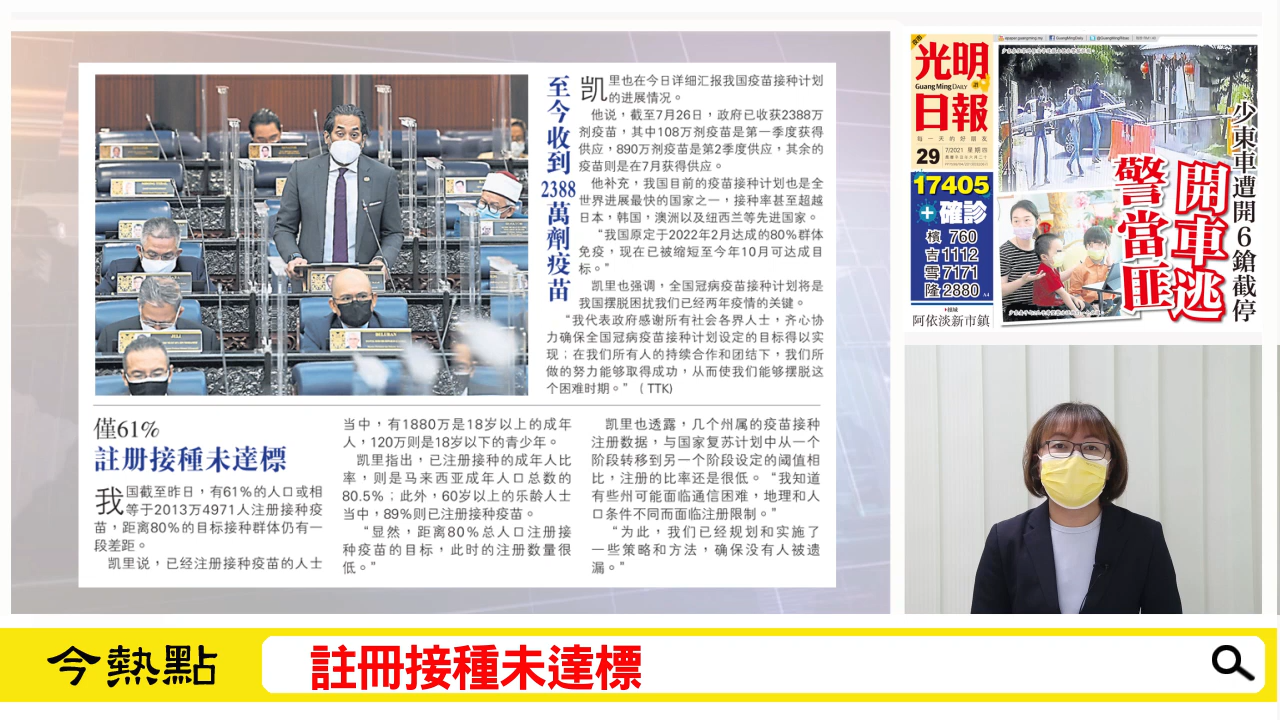 至今收到2388萬劑疫苗
凯里也在今日详细汇报我国疫苗接种计划
的进展情况。
他说，截至7月26日，政府已收获2388万
剂疫苗，其中108万剂疫苗是第一季度获得
供应，890万剂疫苗是第2季度供应，其余的
疫苗则是在7月获得供应。
他补充，我国目前的疫苗接种计划也是全
世界进展最快的国家之一，接种率甚至超越
日本，韩国，澳洲以及纽西兰等先进国家。
“我国原定于2022年2月达成的80%群体
免疫，现在已被缩短至今年10月可达成目
标。”
凯里也强调，全国冠病疫苗接种计划将是
我国摆脱困扰我们已经两年疫情的关键。
“我代表政府感谢所有社会各界人士，齐心协
力确保全国冠病疫苗接种计划设定的目标得以实
现；在我们所有人的持续合作和团结下，我们所
做的努力能够取得成功，从而使我们能够摆脱这
个困难时期。”（TTK)
僅61%
註册接種未達標
我国截至昨日，有61%的人口或相
等于2013万4971人注册接种疫
苗，距离80%的目标接种群体仍有一
段差距。
凯里说，已经注册接种疫苗的人士
当中，有1880万是18岁以上的成年
人，120万则是18岁以下的青少年。
凯里指出，已注册接种的成年人比
率，则是马来西亚成年人口总数的
80.5%；此外，60岁以上的乐龄人士
当中，89%则已注册接种疫苗。
“显然，距离80%总人口注册接
种疫苗的目标，此时的注册数量很
低。”
凯里也透露，几个州属的疫苗接种
注册数据，与国家复苏计划中从一个
阶段转移到另一个阶段设定的阈值相
比，注册的比率还是很低。“我知道
有些州可能面临通信困难，地理和人
口条件不同而面临注册限制。”
“为此，我们已经规划和实施了
一些策略和方法，确保没有人被遗
漏。”
光明
Guang Ming DAILY
日報
每一天的好朋友
29 7/2021 星期四
17405
確診
檳 760
吉 1112
雪 7171
隆 2880
A4
阿依淡新市鎮
少東車遭開6鎗截停
開車逃
警當匪
今熱點
註冊接種未達標